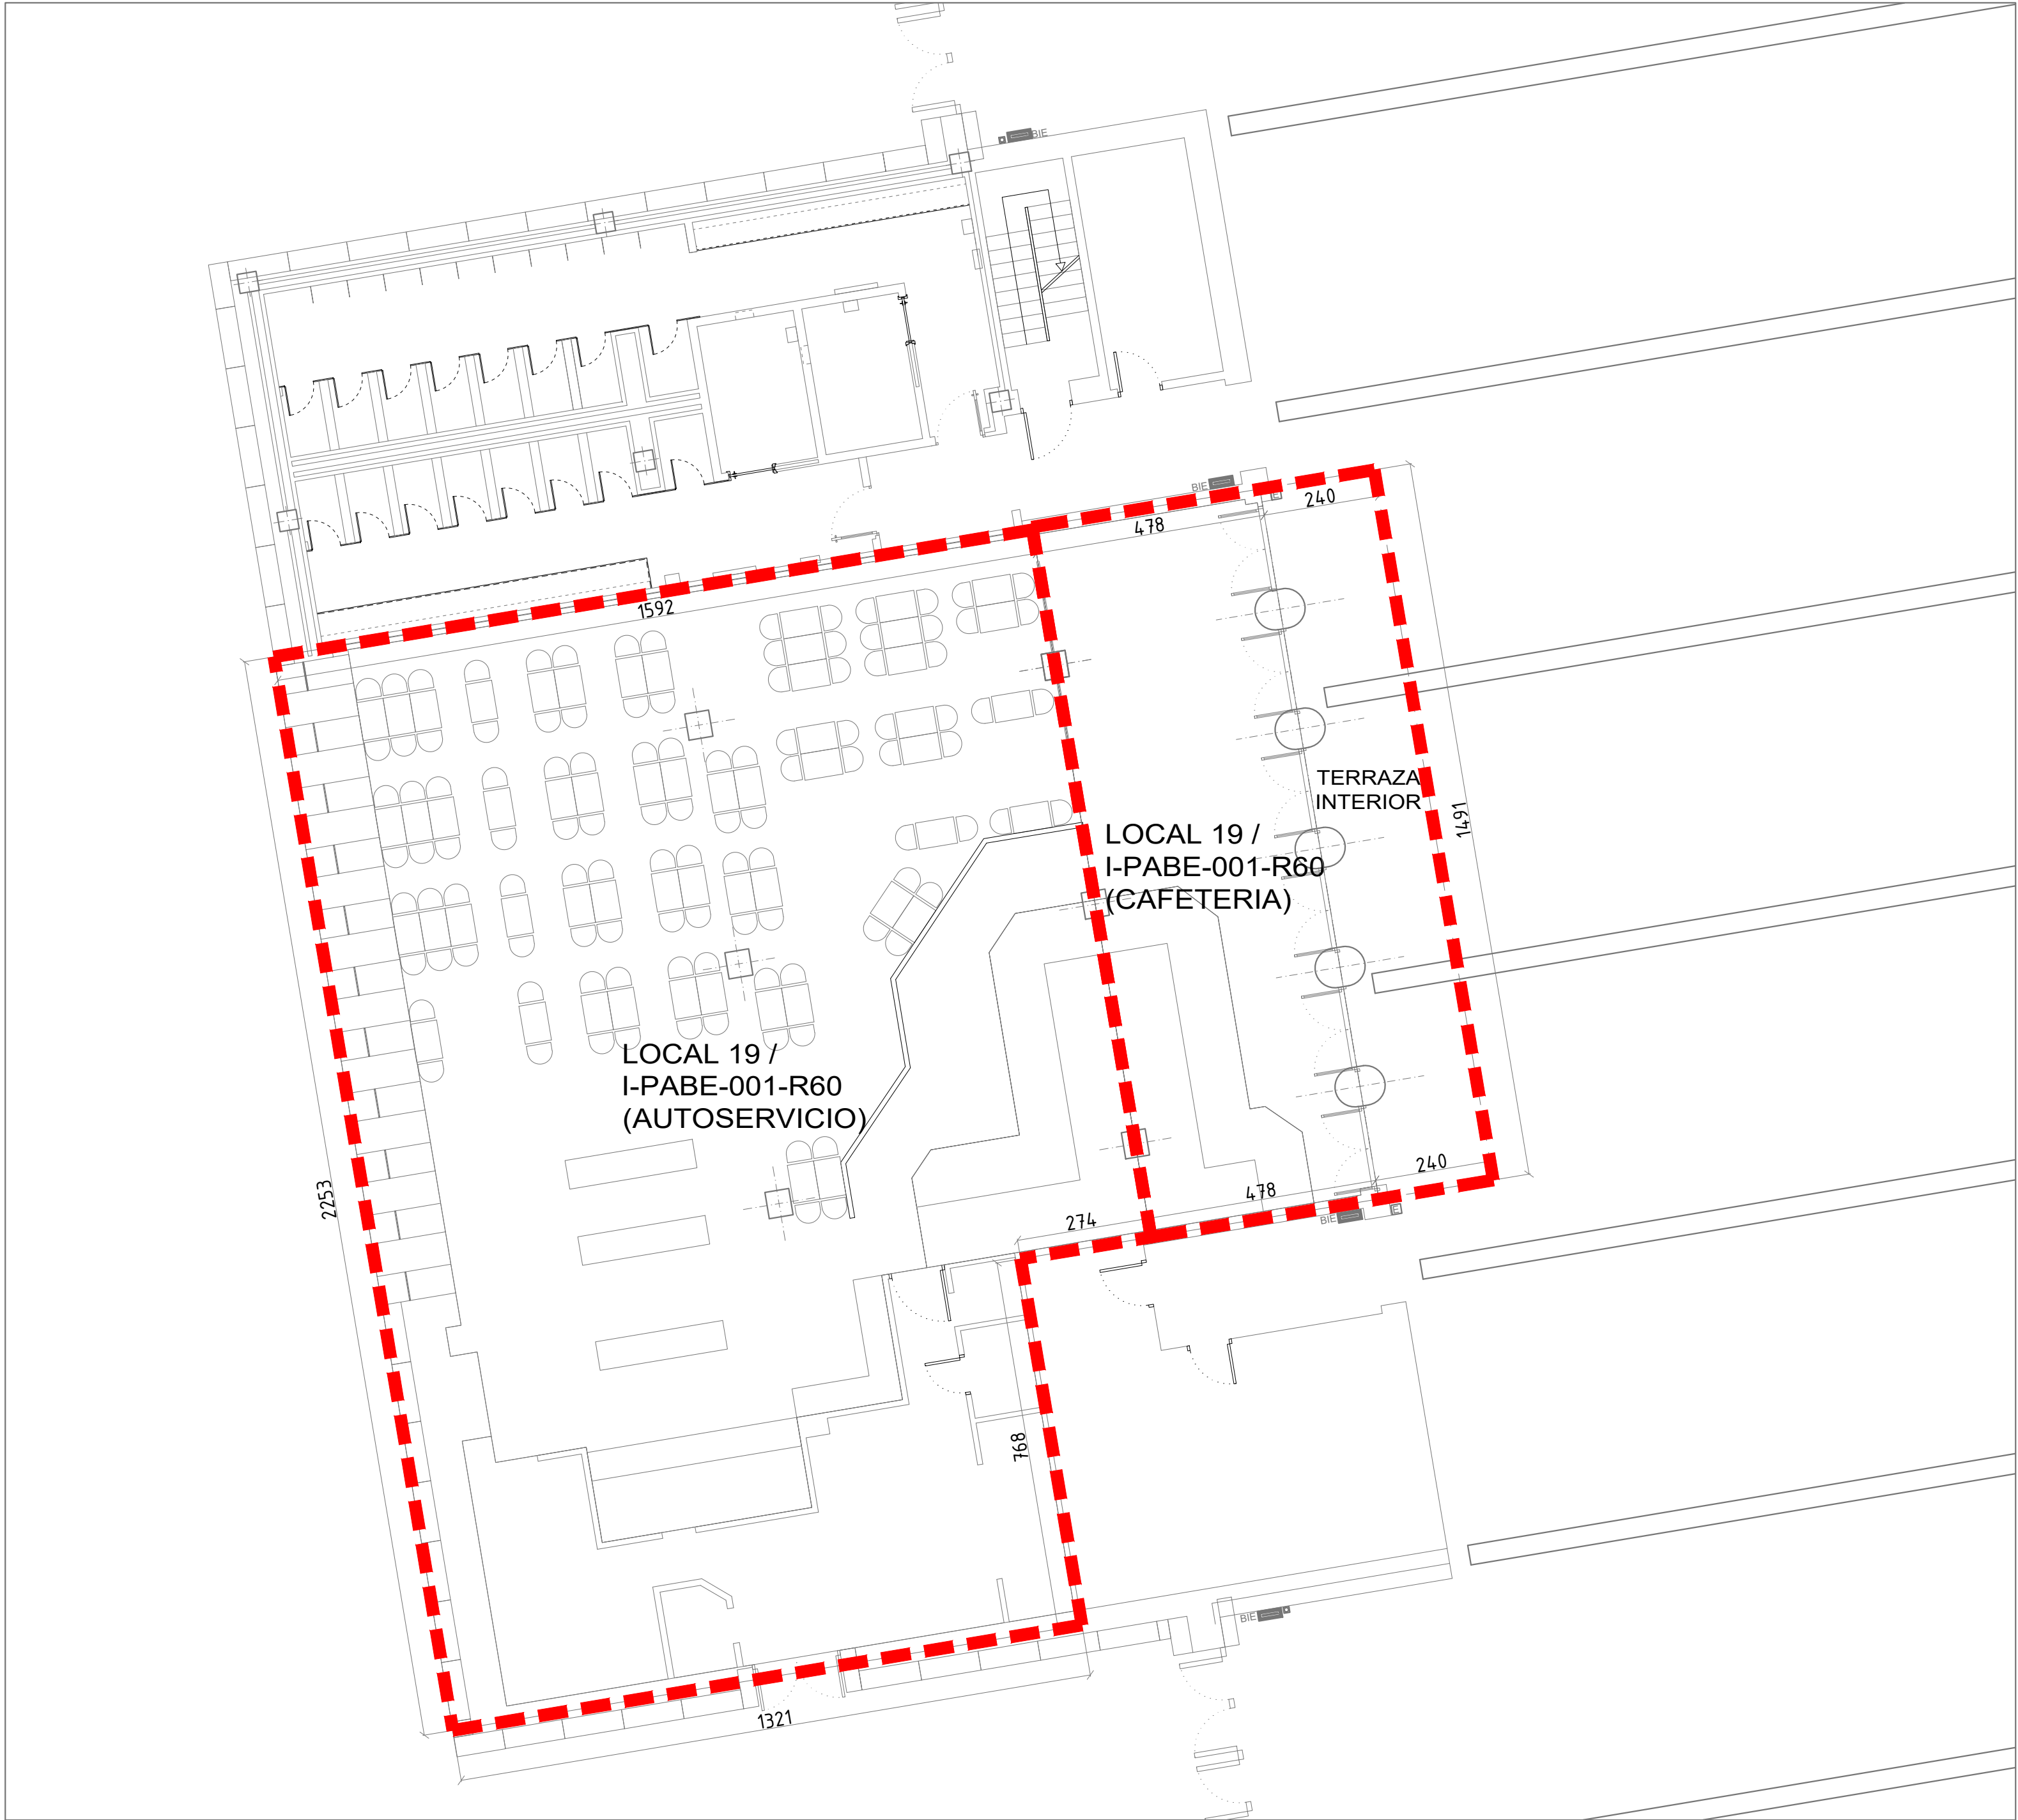 BIE
BIE
E
240
478
1592
TERRAZA
INTERIOR
1491
LOCAL 19 /
I-PABE-001-R60
(CAFETERIA)
LOCAL 19 /
I-PABE-001-R60
(AUTOSERVICIO)
2253
240
478
274
BIE
E
768
BIE
1321